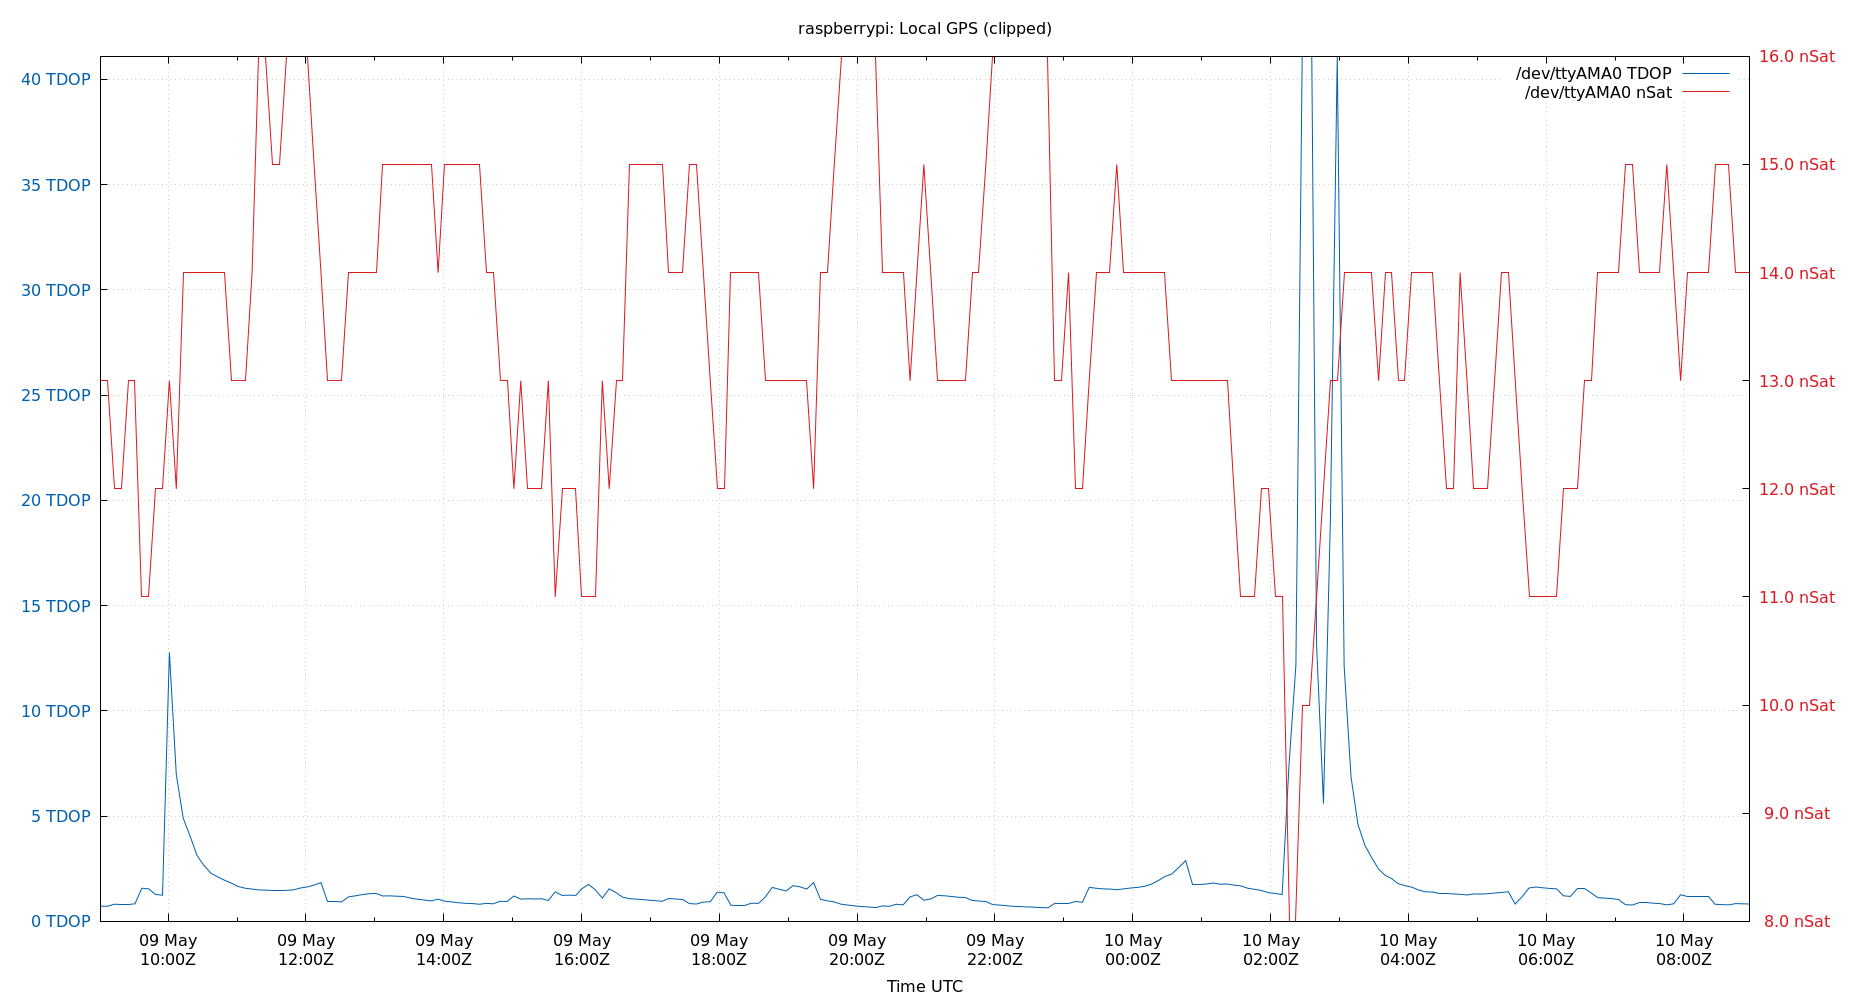 raspberrypi: Local GPS (clipped)
/dev/ttyAMA0 TDOP
/dev/ttyAMA0 nSat
40 TDOP
35 TDOP
30 TDOP
25 TDOP
20 TDOP
15 TDOP
10 TDOP
5 TDOP
0 TDOP
16.0 nSat
15.0 nSat
14.0 nSat
13.0 nSat
12.0 nSat
11.0 nSat
10.0 nSat
9.0 nSat
8.0 nSat
09 May 09 May 09 May 09 May 09 May 09 May 09 May 10 May 10 May 10 May 10 May 10 May
10:00Z 12:00Z 14:00Z 16:00Z 18:00Z 20:00Z 22:00Z 00:00Z 02:00Z 04:00Z 06:00Z 08:00Z
Time UTC